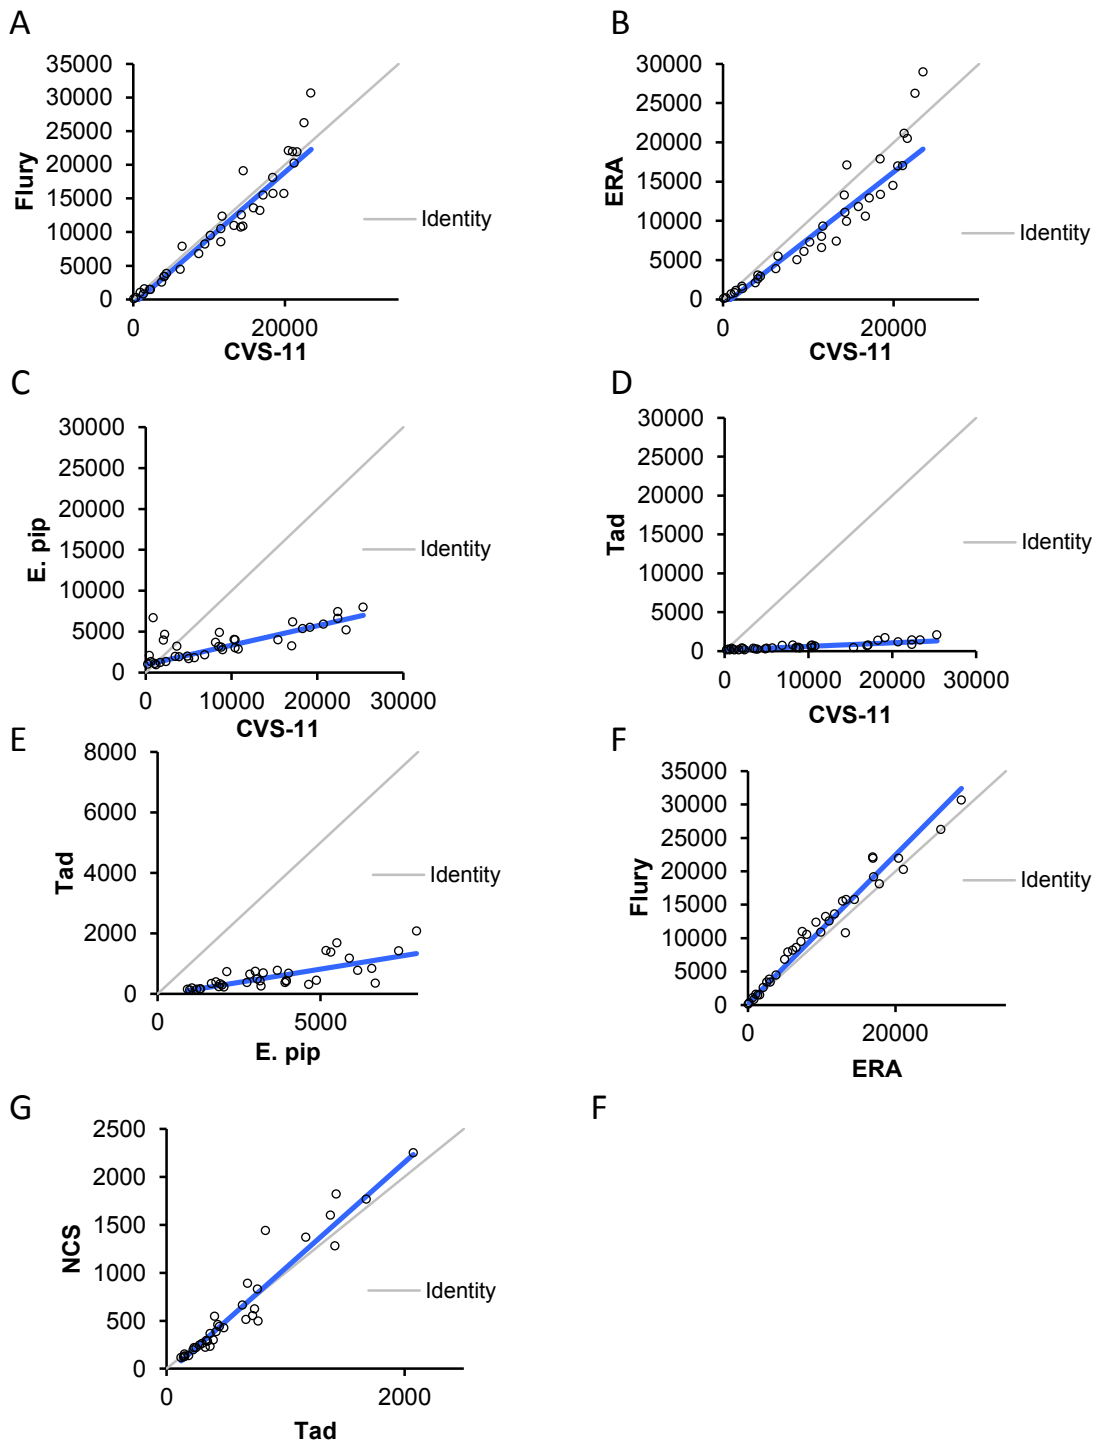 A
B
35000
30000
25000
20000
15000
10000
5000
0
Flury
0
20000
CVS-11
Identity
30000
25000
20000
15000
10000
5000
0
ERA
0
20000
CVS-11
Identity
C
D
30000
25000
20000
15000
10000
5000
0
E. pip
0
10000
20000
30000
CVS-11
Identity
30000
25000
20000
15000
10000
5000
0
Tad
0
10000
20000
30000
CVS-11
Identity
E
F
8000
6000
4000
2000
0
Tad
0
5000
E. pip
Identity
35000
30000
25000
20000
15000
10000
5000
0
Flury
0
20000
ERA
Identity
G
F
2500
2000
1500
1000
500
0
NCS
0
2000
Tad
Identity